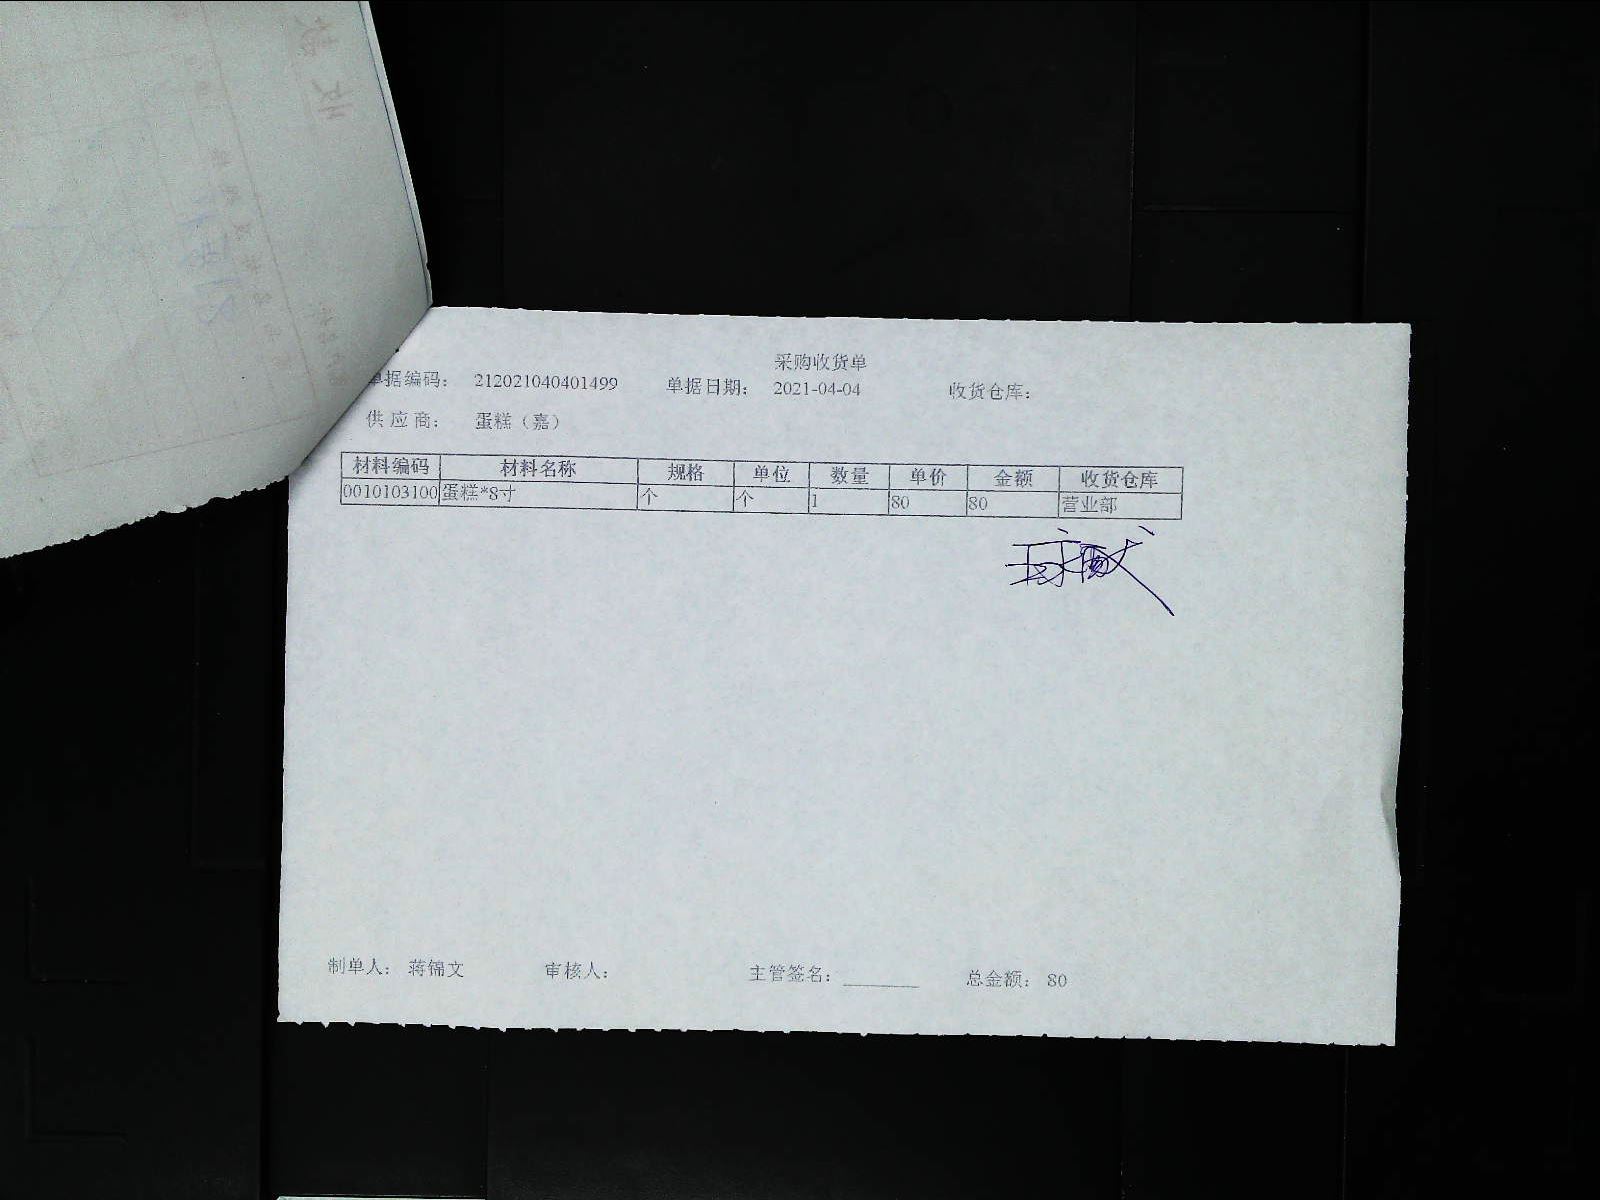 采购收货单
单据编码： 212021040401499 单据日期： 2021-04-04 收货仓库：
供应商： 蛋糕（嘉）
材料编码 材料名称 规格 单位 数量 单价 金额 收货仓库
0010103100 蛋糕*8寸 个 个 1 80 80 营业部
制单人： 蒋锦文 审核人： 主管签名：________ 总金额： 80